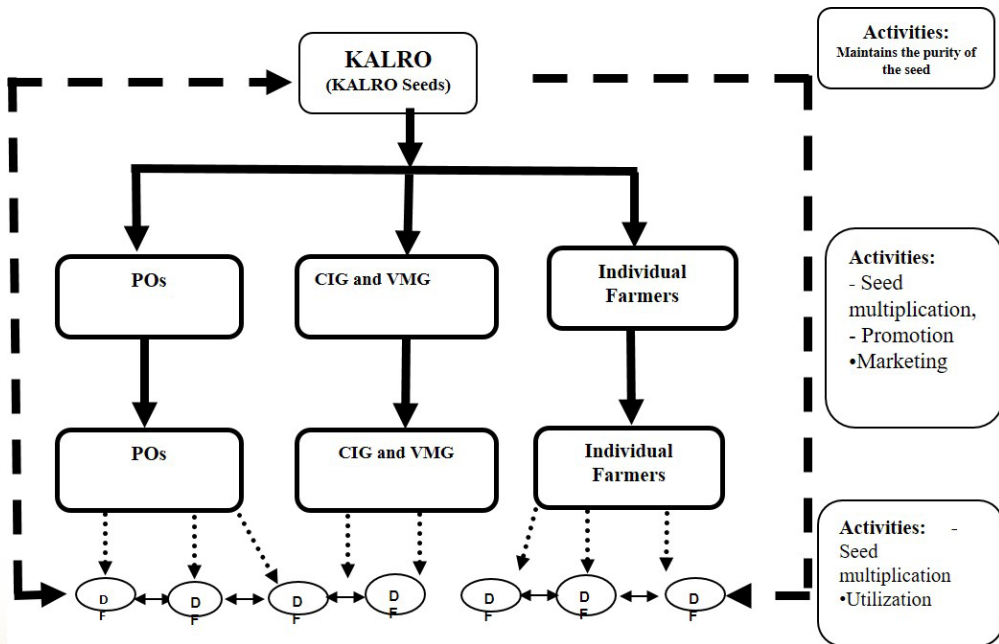 KALRO
(KALRO Seeds)
Activities:
Maintains the purity of
the seed
POs
CIG and VMG
Individual
Farmers
Activities:
- Seed
multiplication,
- Promotion
•Marketing
POs
CIG and VMG
Individual
Farmers
Activities: -
Seed
multiplication
•Utilization
D
F
D
F
D
F
D
F
D
F
D
F
D
F